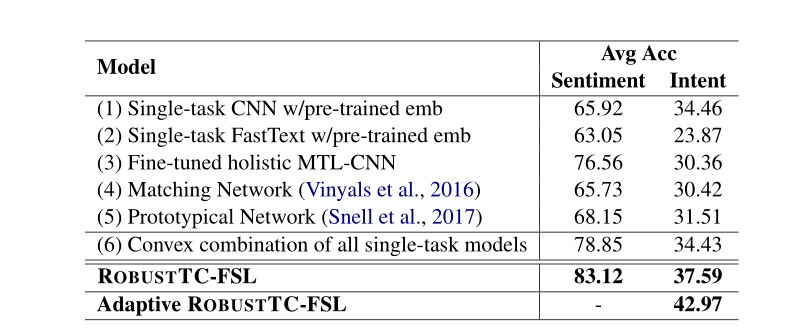 Model Avg Acc
Sentiment Intent
(1) Single-task CNN w/pre-trained emb 65.92 34.46
(2) Single-task FastText w/pre-trained emb 63.05 23.87
(3) Fine-tuned holistic MTL-CNN 76.56 30.36
(4) Matching Network (Vinyals et al., 2016) 65.73 30.42
(5) Prototypical Network (Snell et al., 2017) 68.15 31.51
(6) Convex combination of all single-task models 78.85 34.43
ROBUSTTC-FSL 83.12 37.59
Adaptive ROBUSTTC-FSL - 42.97